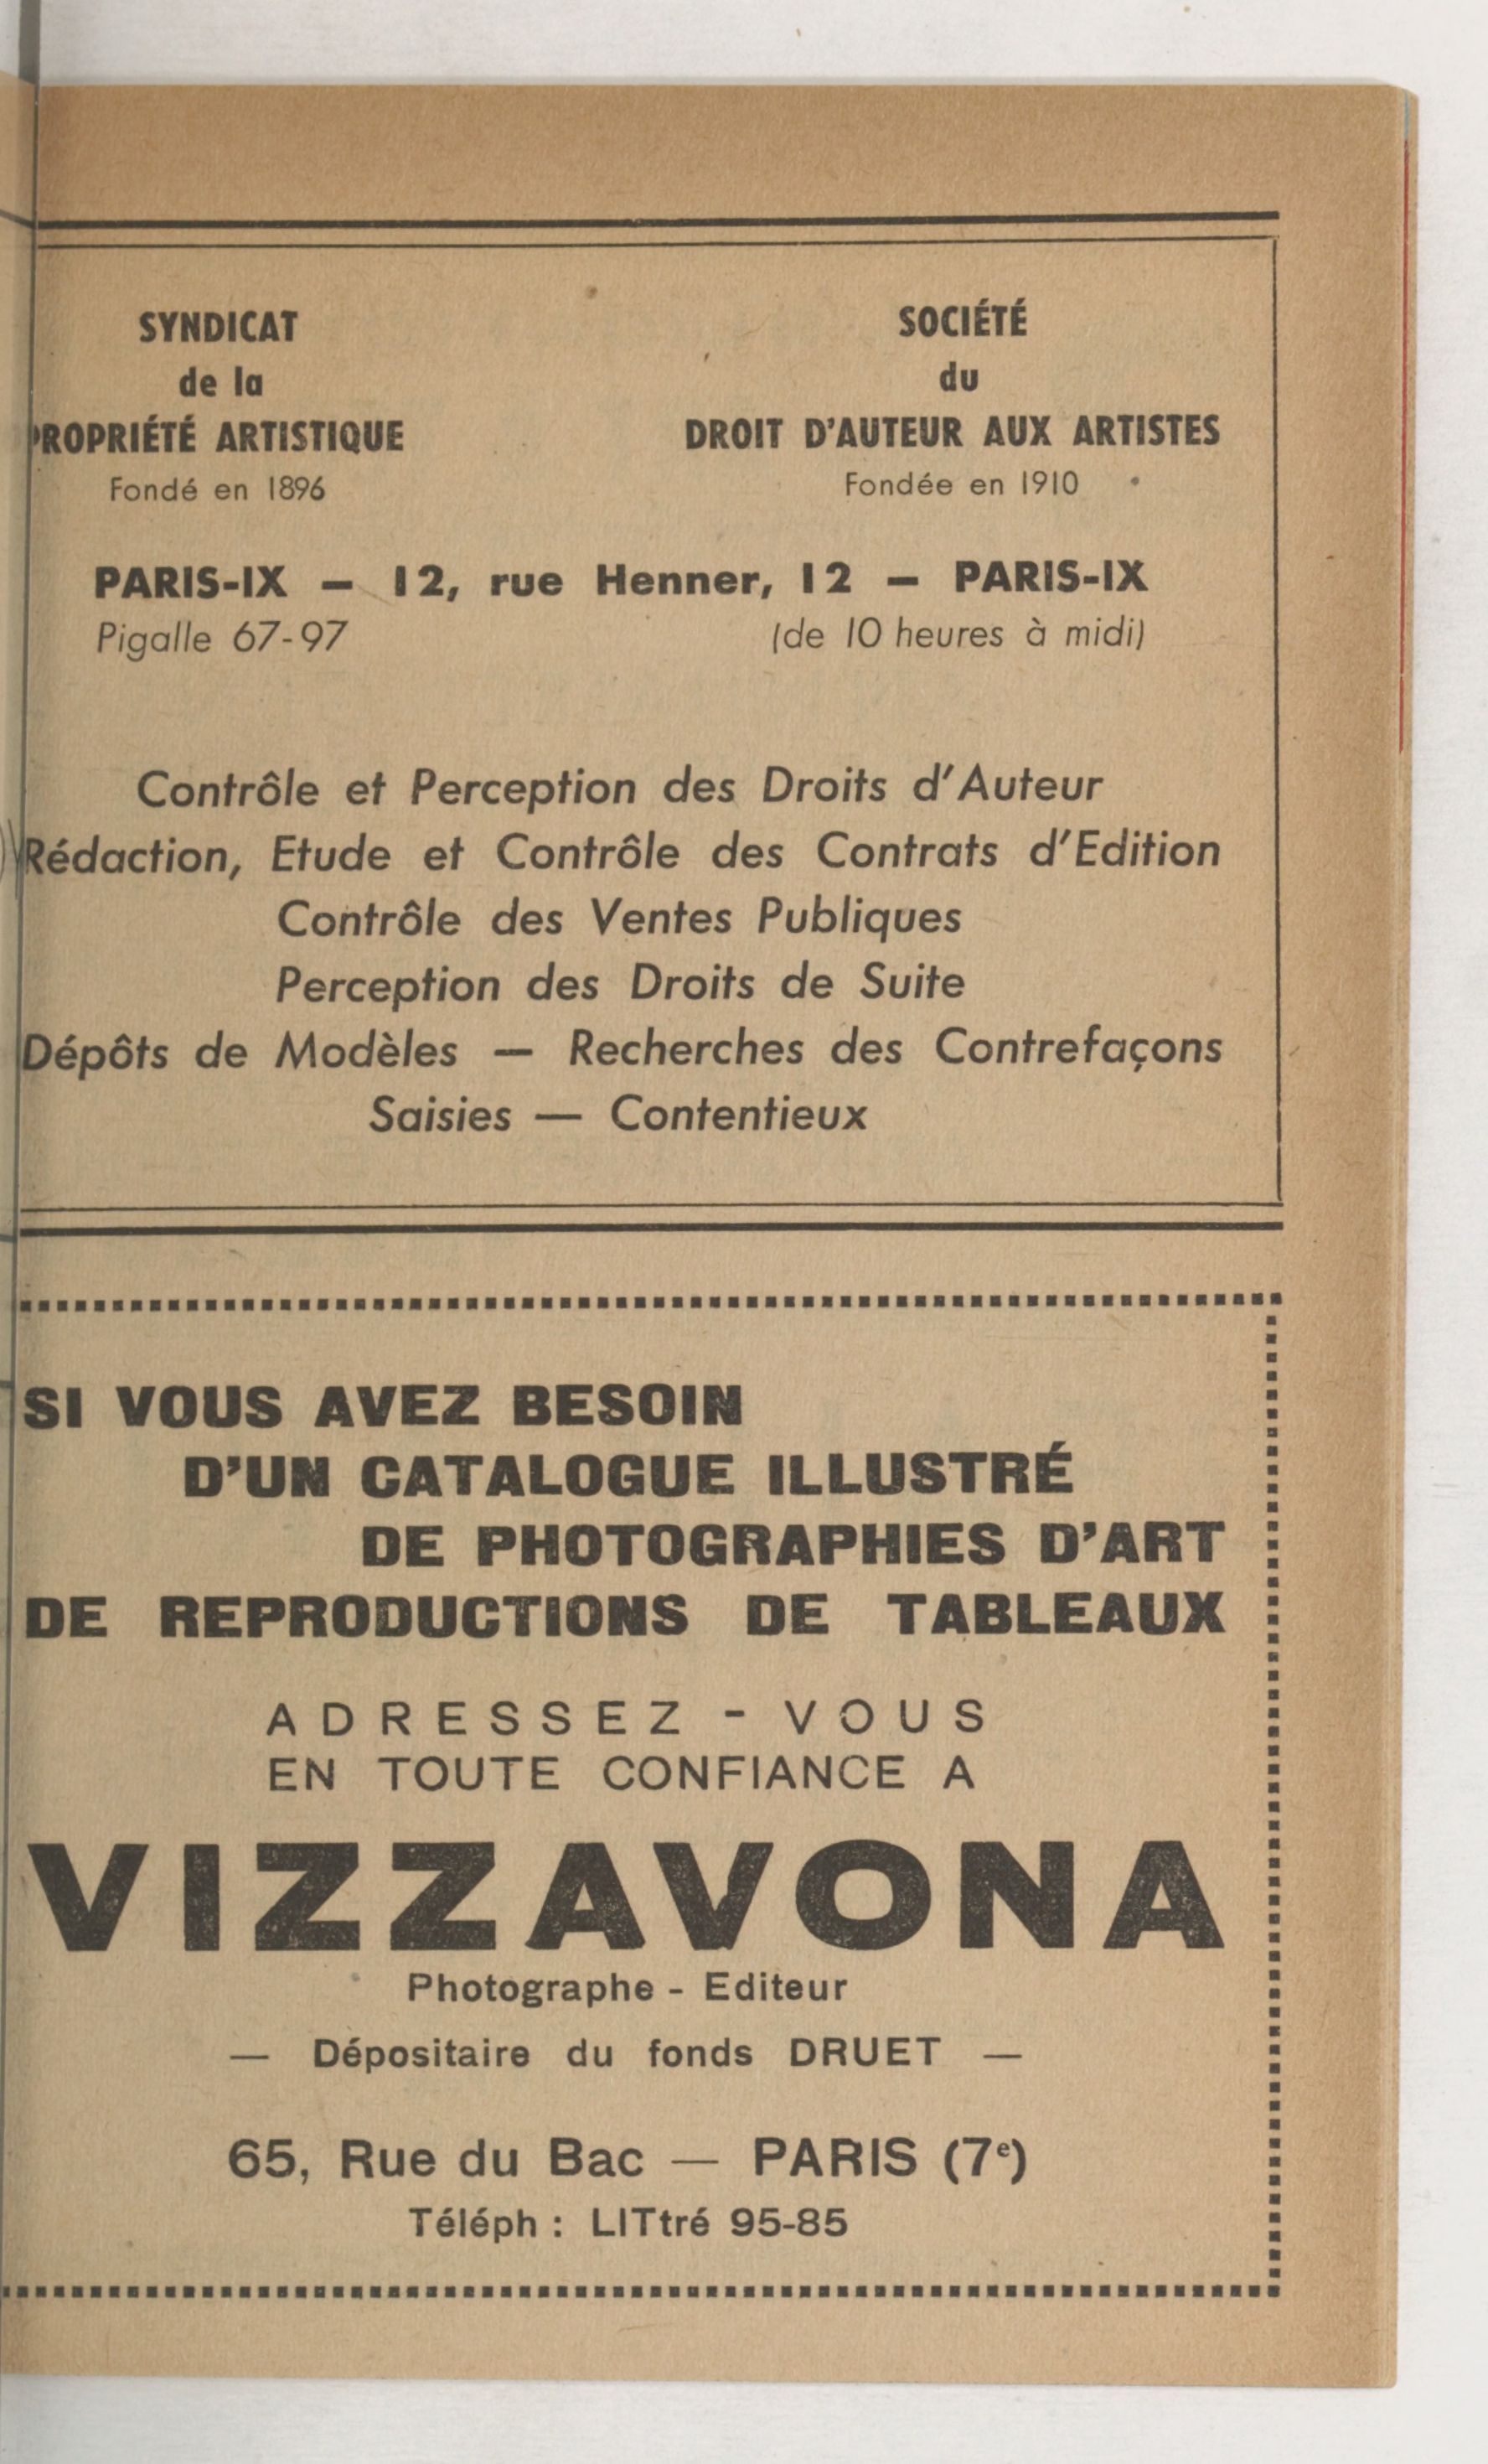 SYNDICAT
de la
PROPRIÉTÉ ARTISTIQUE
Fondé en 1896
SOCIÉTÉ
du
DROIT D'AUTEUR AUX ARTISTES
Fondée en 1910
PARIS-IX — 12, rue Henner, 12 — PARIS-IX
Pigalle 67-97 (de 10 heures à midi)
Contrôle et Perception des Droits d'Auteur
Rédaction, Etude et Contrôle des Contrats d'Edition
Contrôle des Ventes Publiques
Perception des Droits de Suite
Dépôts de Modèles — Recherches des Contrefaçons
Saisies — Contentieux
SI VOUS AVEZ BESOIN
D'UN CATALOGUE ILLUSTRÉ
DE PHOTOGRAPHIES D'ART
DE REPRODUCTIONS DE TABLEAUX
ADRESSEZ-VOUS
EN TOUTE CONFIANCE A
VIZZAVONA
Photographe - Editeur
— Dépositaire du fonds DRUET —
65, Rue du Bac — PARIS (7e)
Téléph : LITtré 95-85